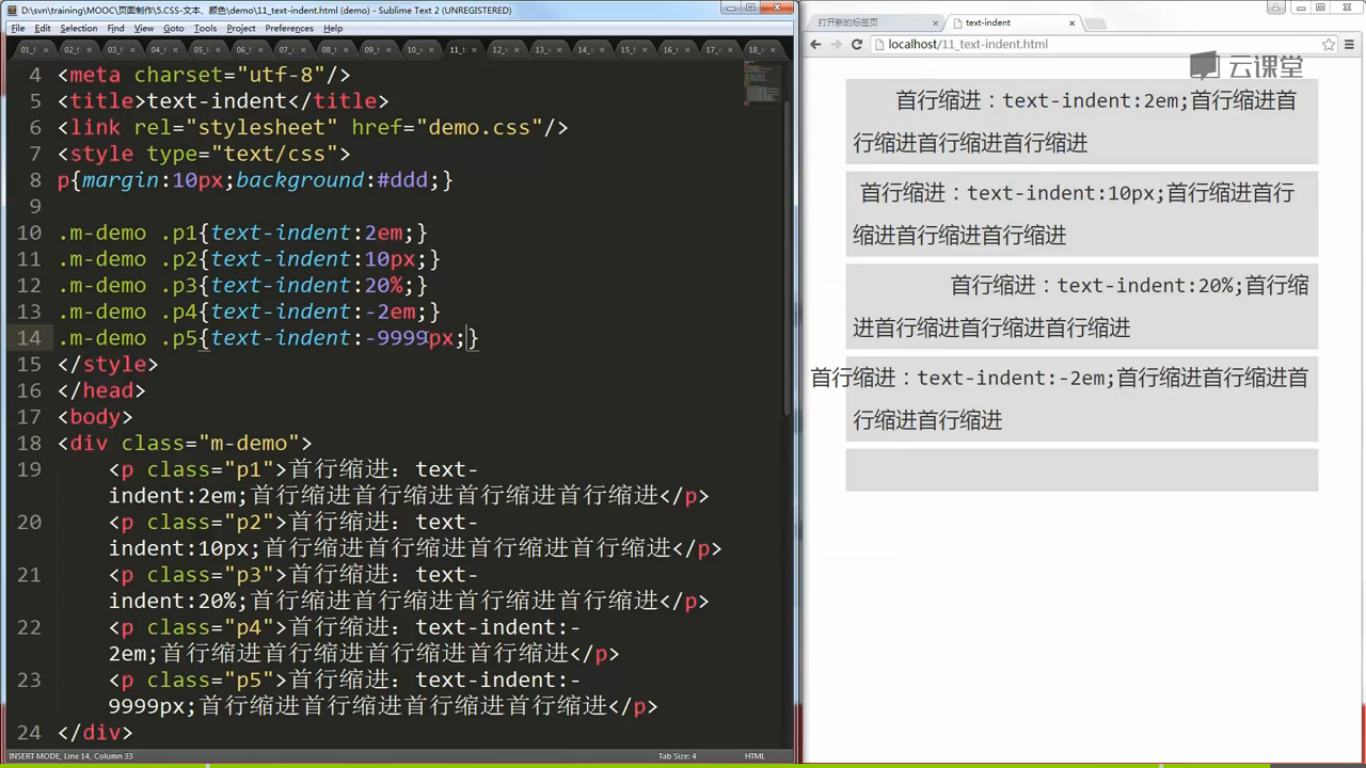 D:\svn\training\MOOC\页面制作\5.CSS-文本、颜色\demo\11_text-indent.html (demo) - Sublime Text 2 (UNREGISTERED)
File Edit Selection Find View Goto Tools Project Preferences Help
01_ 02_ 03_ 04_ 05_ 06_ 07_ 08_ 09_ 10_ 11_ 12_ 13_ 14_ 15_ 16_ 17_ 18_
4 <meta charset="utf-8"/>
5 <title>text-indent</title>
6 <link rel="stylesheet" href="demo.css"/>
7 <style type="text/css">
8 p{margin:10px;background:#ddd;}
9
10 .m-demo .p1{text-indent:2em;}
11 .m-demo .p2{text-indent:10px;}
12 .m-demo .p3{text-indent:20%;}
13 .m-demo .p4{text-indent:-2em;}
14 .m-demo .p5{text-indent:-9999px;}
15 </style>
16 </head>
17 <body>
18 <div class="m-demo">
19 <p class="p1">首行缩进：text-
indent:2em;首行缩进首行缩进首行缩进首行缩进</p>
20 <p class="p2">首行缩进：text-
indent:10px;首行缩进首行缩进首行缩进首行缩进</p>
21 <p class="p3">首行缩进：text-
indent:20%;首行缩进首行缩进首行缩进首行缩进</p>
22 <p class="p4">首行缩进：text-indent:-
2em;首行缩进首行缩进首行缩进首行缩进</p>
23 <p class="p5">首行缩进：text-indent:-
9999px;首行缩进首行缩进首行缩进首行缩进</p>
24 </div>
INSERT MODE, Line 14, Column 33 Tab Size: 4 HTML
打开新的标签页 text-indent
localhost/11_text-indent.html
云课堂
首行缩进：text-indent:2em;首行缩进首
行缩进首行缩进首行缩进
首行缩进：text-indent:10px;首行缩进首行
缩进首行缩进首行缩进
首行缩进：text-indent:20%;首行缩
进首行缩进首行缩进首行缩进
首行缩进：text-indent:-2em;首行缩进首行缩进首
行缩进首行缩进